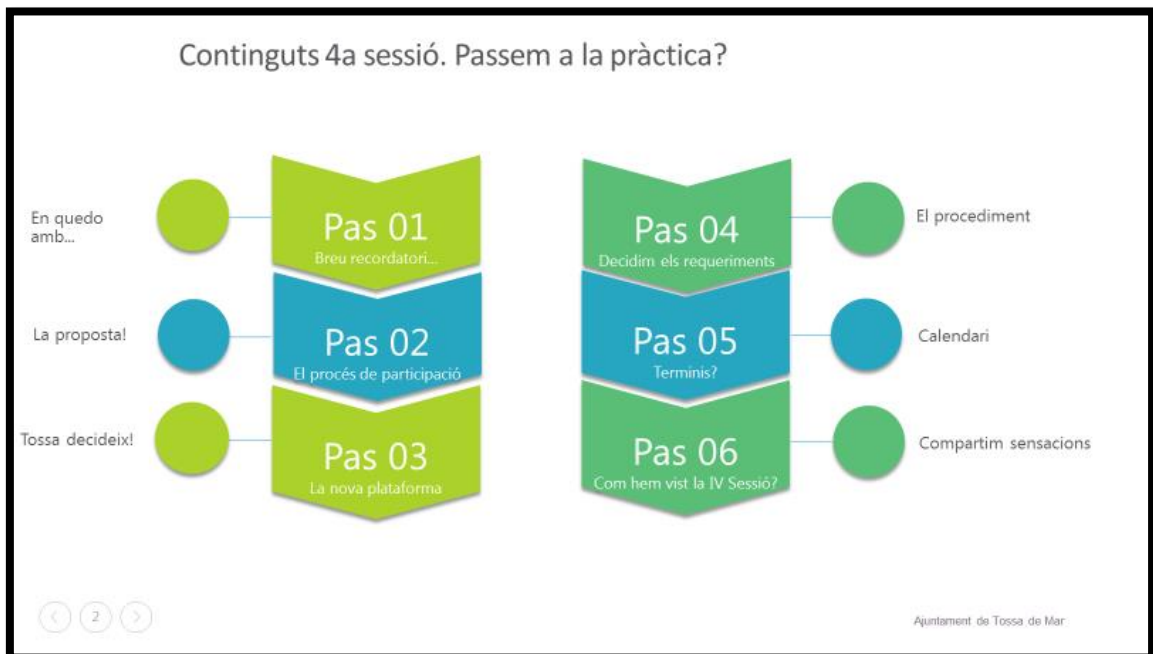 Continguts 4a sessió. Passem a la pràctica?
En quedo
amb...
Pas 01
Breu recordatori...
La proposta!
Pas 02
El procés de participació
Tossa decideix!
Pas 03
La nova plataforma
Pas 04
Decidim els requeriments
El procediment
Pas 05
Terminis?
Calendari
Pas 06
Com hem vist la IV Sessió?
Compartim sensacions
2
Ajuntament de Tossa de Mar